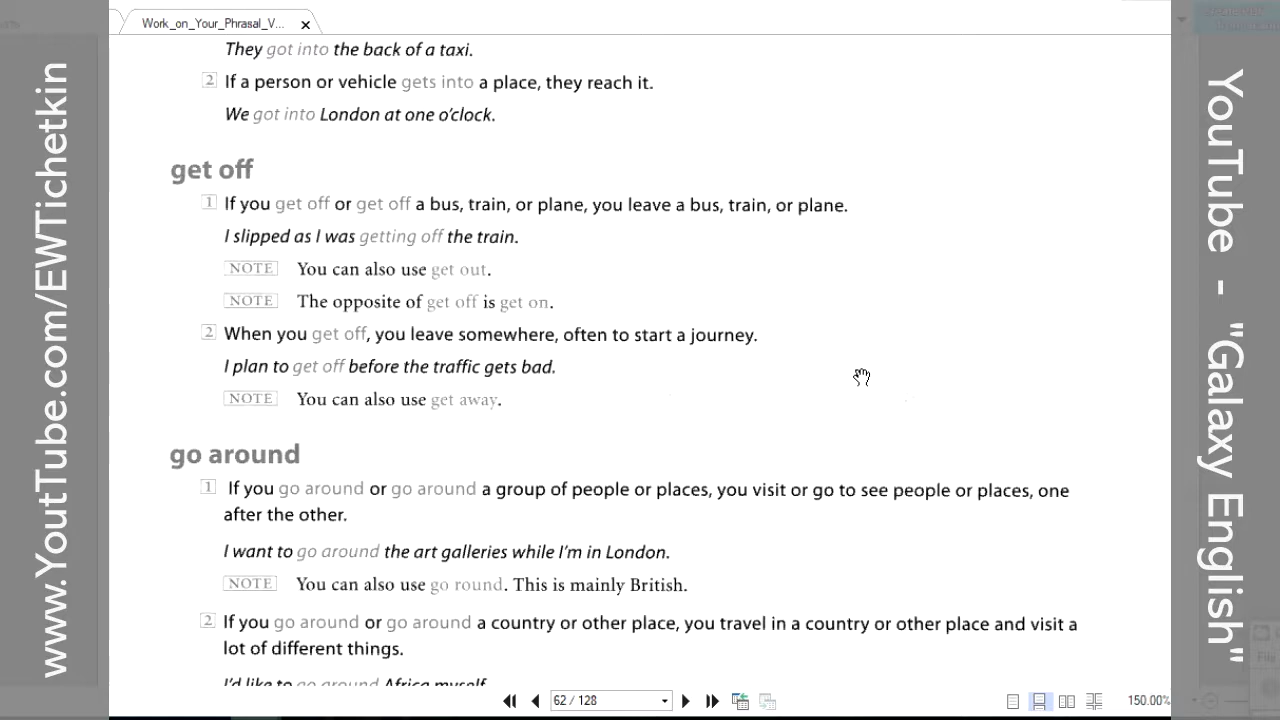 Work_on_Your_Phrasal_V...
They got into the back of a taxi.
2 If a person or vehicle gets into a place, they reach it.
We got into London at one o'clock.
get off
1 If you get off or get off a bus, train, or plane, you leave a bus, train, or plane.
I slipped as I was getting off the train.
NOTE You can also use get out.
NOTE The opposite of get off is get on.
2 When you get off, you leave somewhere, often to start a journey.
I plan to get off before the traffic gets bad.
NOTE You can also use get away.
go around
1 If you go around or go around a group of people or places, you visit or go to see people or places, one
after the other.
I want to go around the art galleries while I'm in London.
NOTE You can also use go round. This is mainly British.
2 If you go around or go around a country or other place, you travel in a country or other place and visit a
lot of different things.
I'd like to go around Africa myself
62 / 128
150.00%
www.YoutTube.com/EWTichetkin
YouTube - "Galaxy English"
File